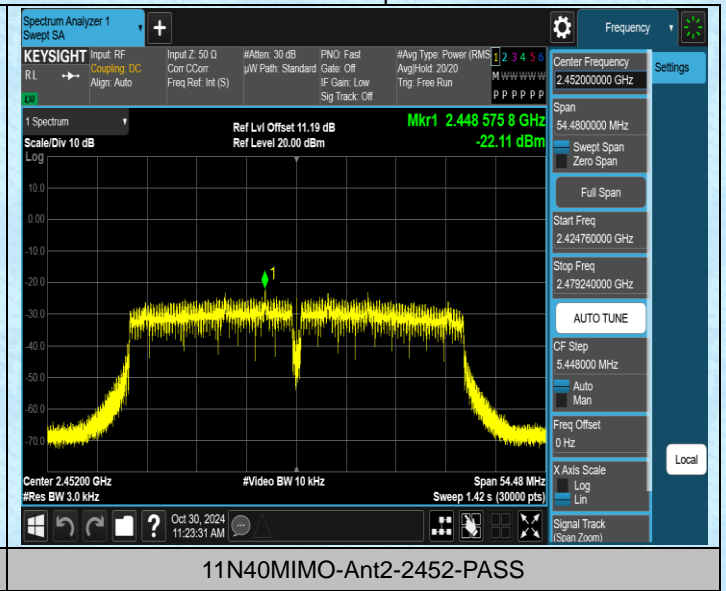 Spectrum Analyzer 1
Swept SA
+
Frequency
KEYSIGHT
RL
LXI
Input: RF
Coupling: DC
Align: Auto
Input Z: 50 Ω
Corr CCorr
Freq Ref: Int (S)
#Atten: 30 dB
µW Path: Standard
PNO: Fast
Gate: Off
IF Gain: Low
Sig Track: Off
#Avg Type: Power (RMS
Avg|Hold: 20/20
Trig: Free Run
1 2 3 4 5 6
M W W W W W
P P P P P P
1 Spectrum
Scale/Div 10 dB
Ref Lvl Offset 11.19 dB
Ref Level 20.00 dBm
Mkr1 2.448 575 8 GHz
-22.11 dBm
Log
10.0
0.00
-10.0
-20.0
-30.0
-40.0
-50.0
-60.0
-70.0
1
Center 2.45200 GHz
#Res BW 3.0 kHz
#Video BW 10 kHz
Span 54.48 MHz
Sweep 1.42 s (30000 pts)
Center Frequency
2.452000000 GHz
Settings
Span
54.4800000 MHz
Swept Span
Zero Span
Full Span
Start Freq
2.424760000 GHz
Stop Freq
2.479240000 GHz
AUTO TUNE
CF Step
5.448000 MHz
Auto
Man
Freq Offset
0 Hz
X Axis Scale
Log
Lin
Local
Signal Track
(Span Zoom)
?
Oct 30, 2024
11:23:31 AM
11N40MIMO-Ant2-2452-PASS